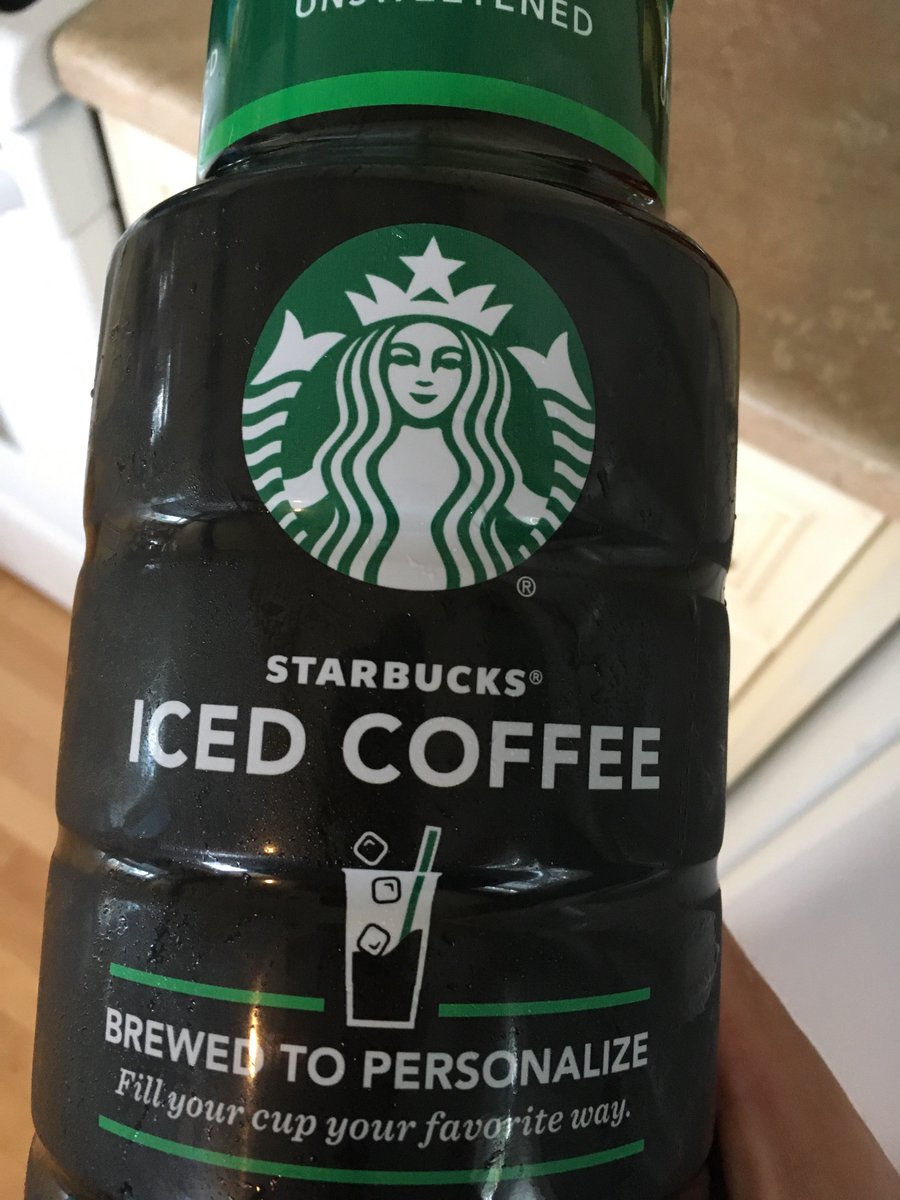 UNSWEETENED
®
STARBUCKS®
ICED COFFEE
BREWED TO PERSONALIZE
Fill your cup your favorite way.